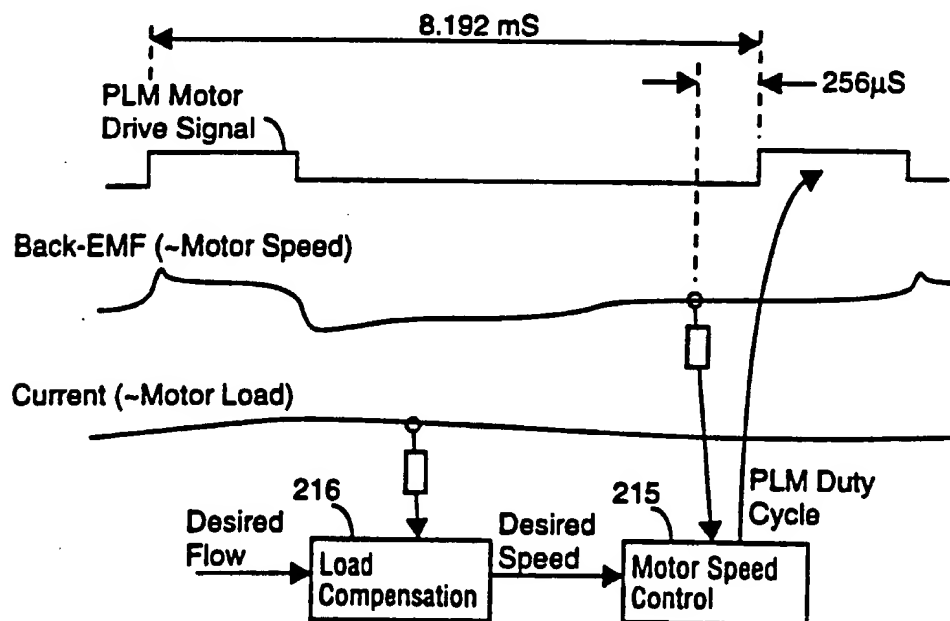 8.192 mS
256µS
PLM Motor
Drive Signal
Back-EMF (~Motor Speed)
Current (~Motor Load)
216
215
PLM Duty
Cycle
Desired
Flow
Desired
Speed
Load
Compensation
Motor Speed
Control